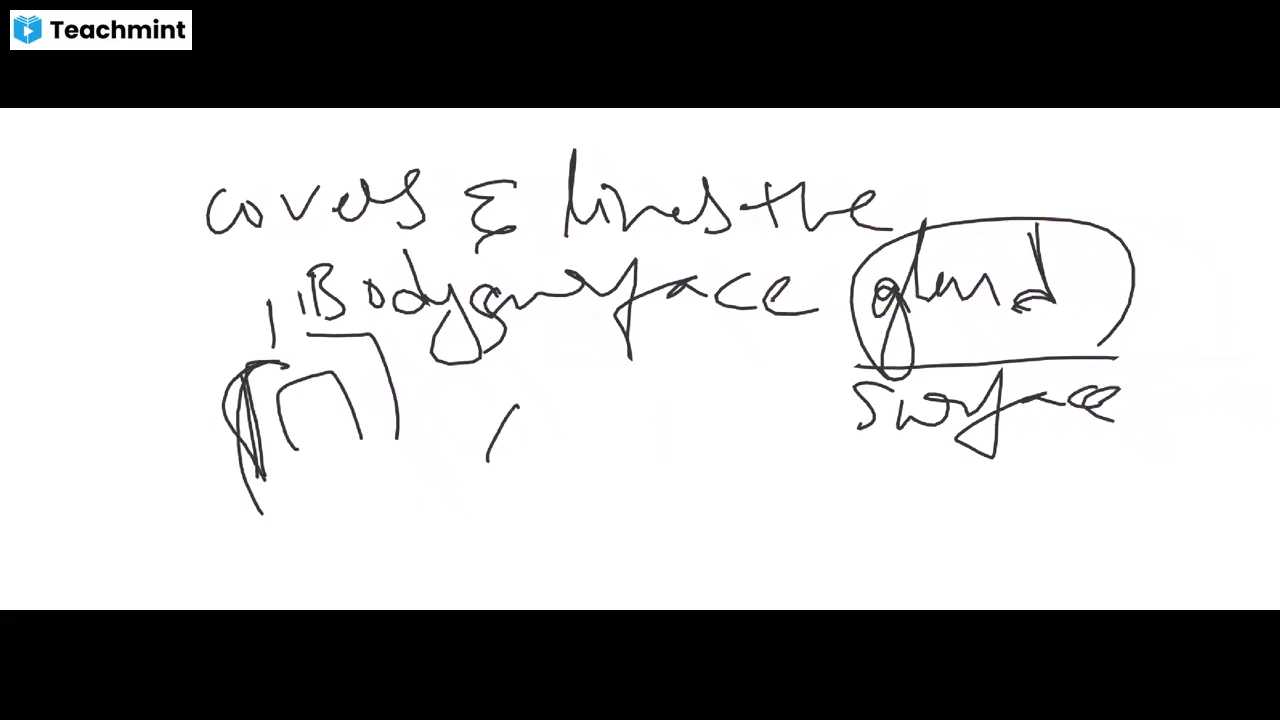 Teachmint
covers & lines the
Body surface gland
surface